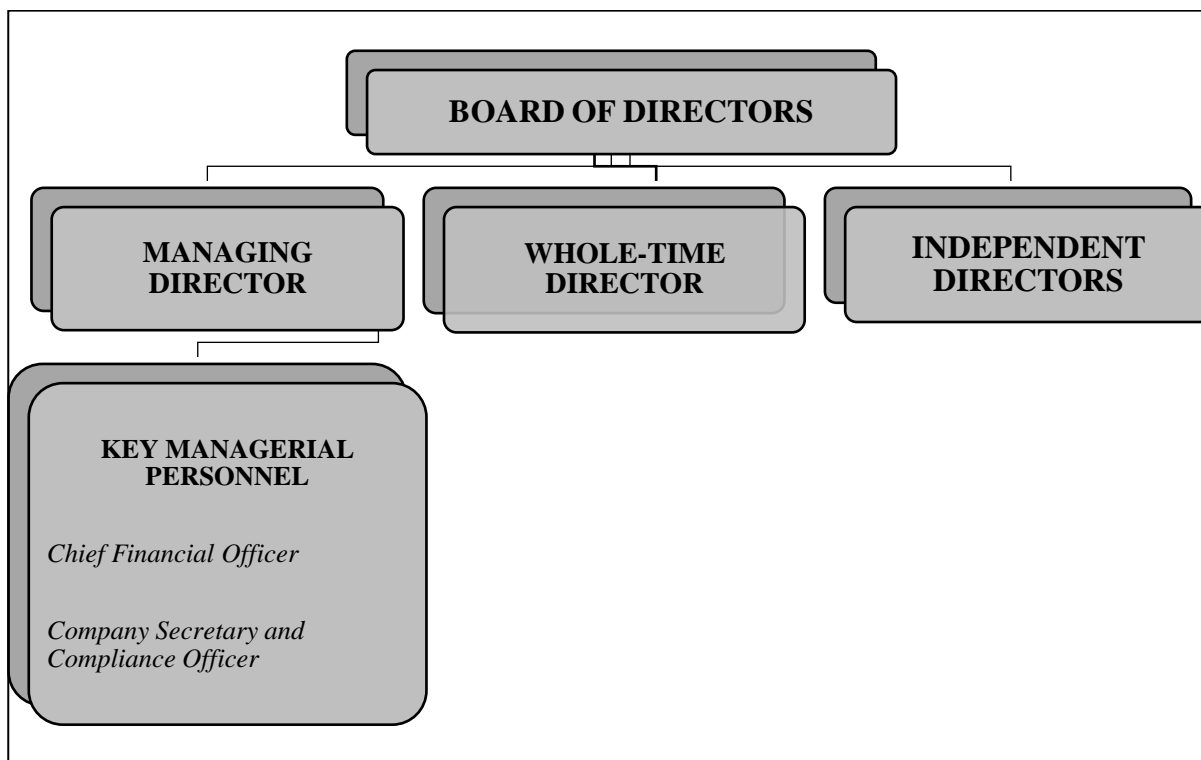 BOARD OF DIRECTORS
MANAGING
DIRECTOR
WHOLE-TIME
DIRECTOR
INDEPENDENT
DIRECTORS
KEY MANAGERIAL
PERSONNEL
Chief Financial Officer
Company Secretary and
Compliance Officer